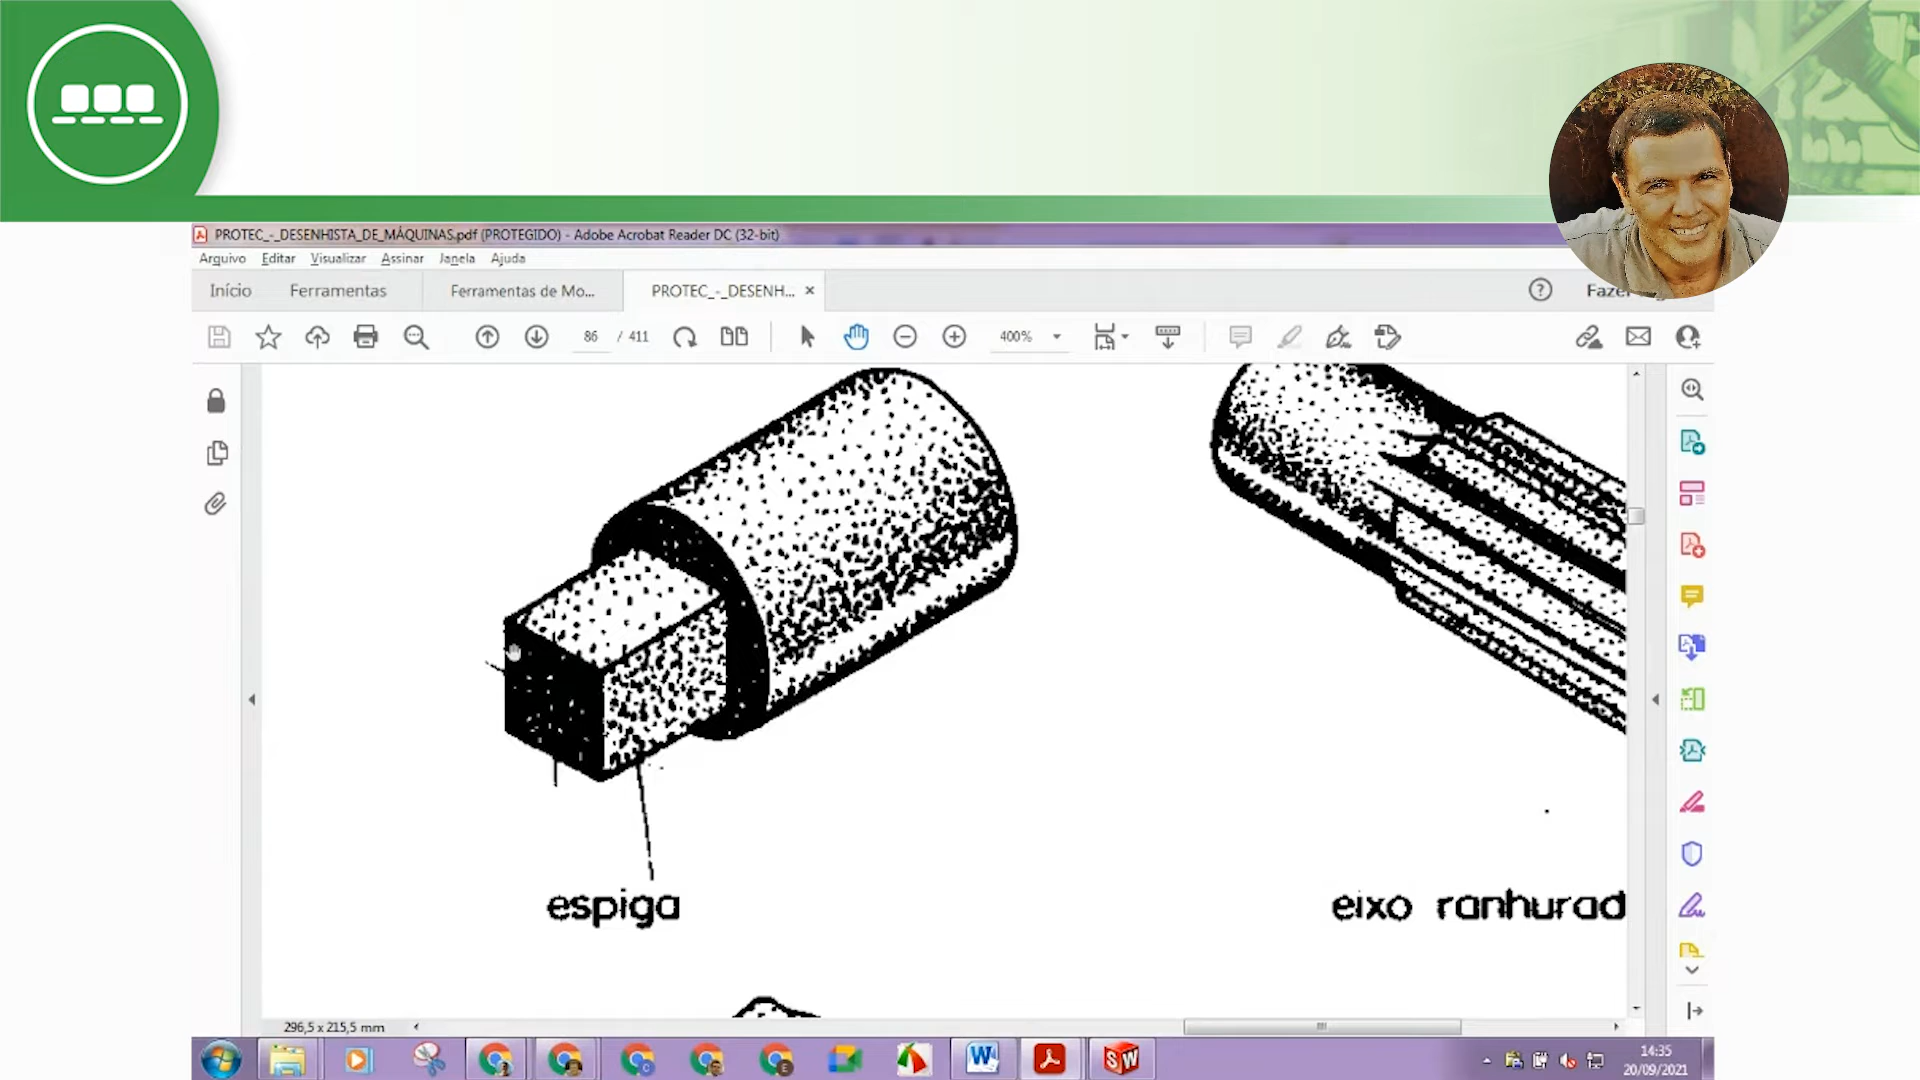 PROTEC_-_DESENHISTA_DE_MÁQUINAS.pdf (PROTEGIDO) - Adobe Acrobat Reader DC (32-bit)
Arquivo Editar Visualizar Assinar Janela Ajuda
Início Ferramentas Ferramentas de Mo... PROTEC_-_DESENH... ×
86 / 411 400%
espiga
eixo ranhurad
296,5 x 215,5 mm
14:35
20/09/2021